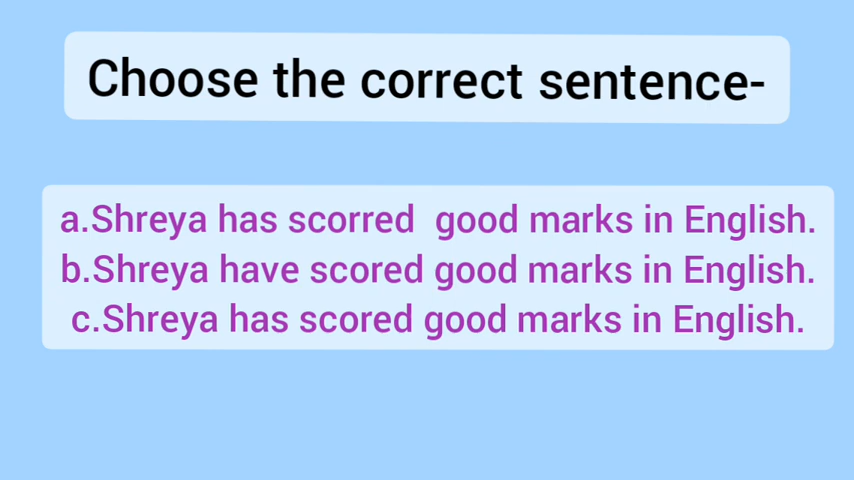 Choose the correct sentence-
a.Shreya has scorred  good marks in English.
b.Shreya have scored good marks in English.
c.Shreya has scored good marks in English.